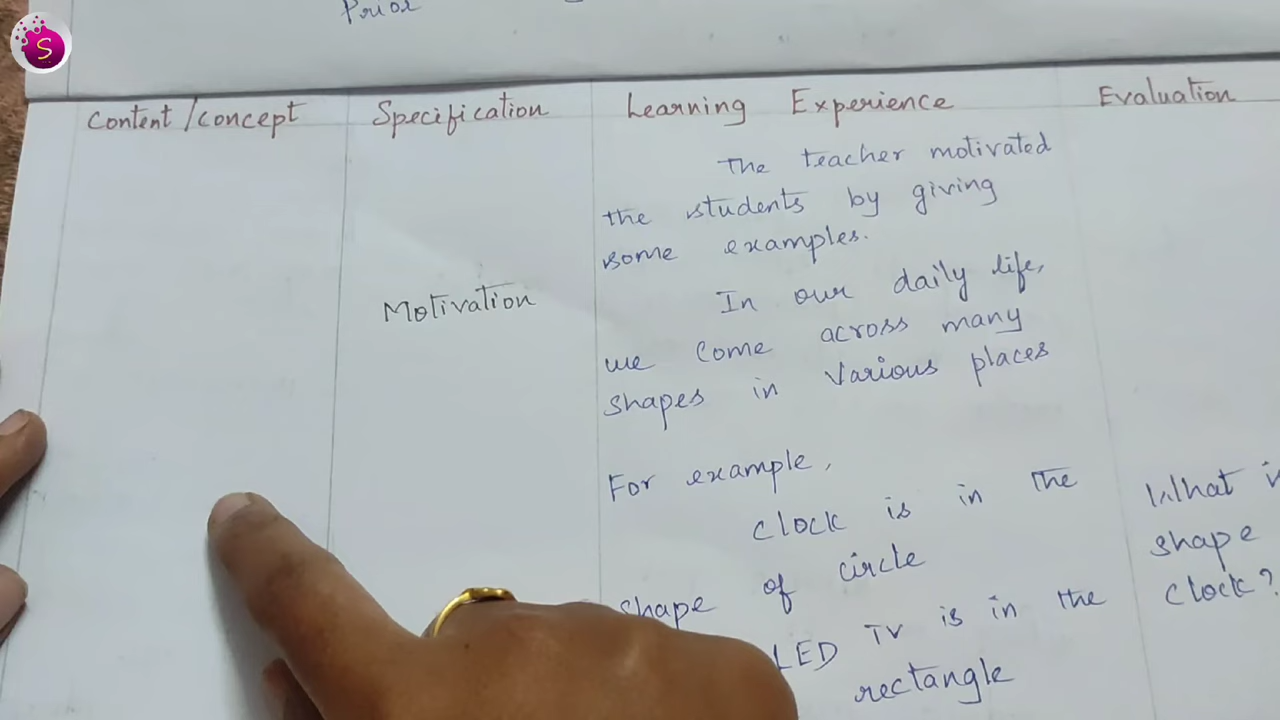 Prior
Content/concept Specification Learning Experience Evaluation
The teacher motivated
the students by giving
some examples.
In our daily life,
Motivation
we come across many
shapes in various places
For example,
clock is in the
shape of circle
LED TV is in the
rectangle
What
shape
clock?
S